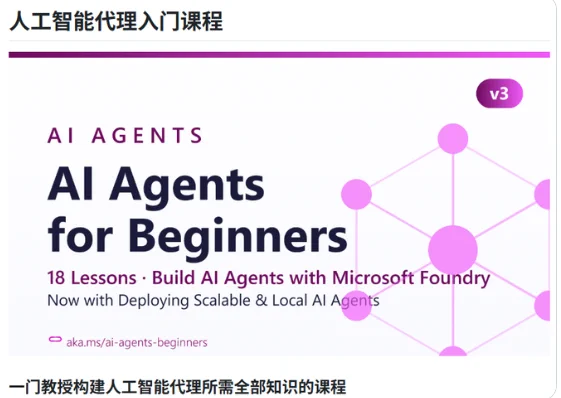 人工智能代理入门课程
v3
AI AGENTS
AI Agents
for Beginners
18 Lessons · Build AI Agents with Microsoft Foundry
Now with Deploying Scalable & Local AI Agents
aka.ms/ai-agents-beginners
一门教授构建人工智能代理所需全部知识的课程